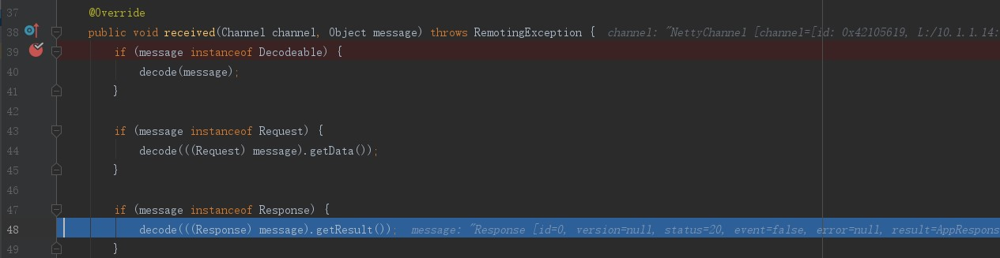 37 @Override
38 public void received(Channel channel, Object message) throws RemotingException { channel: "NettyChannel [channel=[id: 0x42105619, L:/10.1.1.14:
39 if (message instanceof Decodeable) {
40 decode(message);
41 }
42
43 if (message instanceof Request) {
44 decode(((Request) message).getData());
45 }
46
47 if (message instanceof Response) {
48 decode(((Response) message).getResult()); message: "Response [id=0, version=null, status=20, event=false, error=null, result=AppRespons
49 }